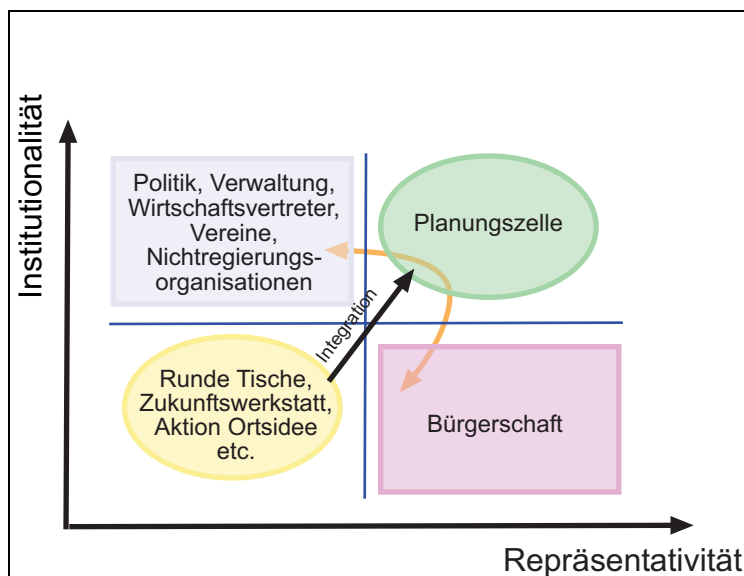 Institutionalität
Politik, Verwaltung,
Wirtschaftsvertreter,
Vereine,
Nichtregierungs-
organisationen
Planungszelle
Integration
Runde Tische,
Zukunftswerkstatt,
Aktion Ortsidee
etc.
Bürgerschaft
Repräsentativität